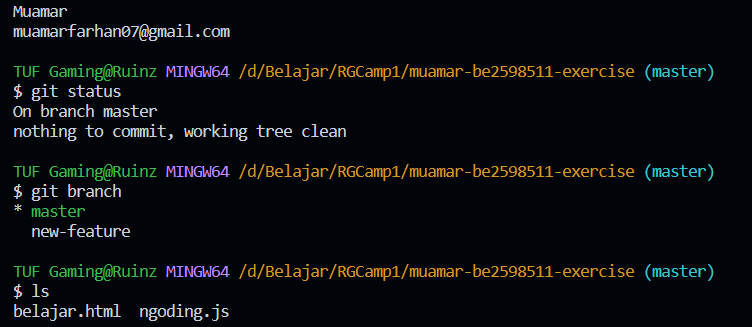 Muamar
muamarfarhan07@gmail.com
TUF Gaming@Ruinz MINGW64 /d/Belajar/RGCamp1/muamar-be2598511-exercise (master)
$ git status
On branch master
nothing to commit, working tree clean
TUF Gaming@Ruinz MINGW64 /d/Belajar/RGCamp1/muamar-be2598511-exercise (master)
$ git branch
* master
  new-feature
TUF Gaming@Ruinz MINGW64 /d/Belajar/RGCamp1/muamar-be2598511-exercise (master)
$ ls
belajar.html  ngoding.js